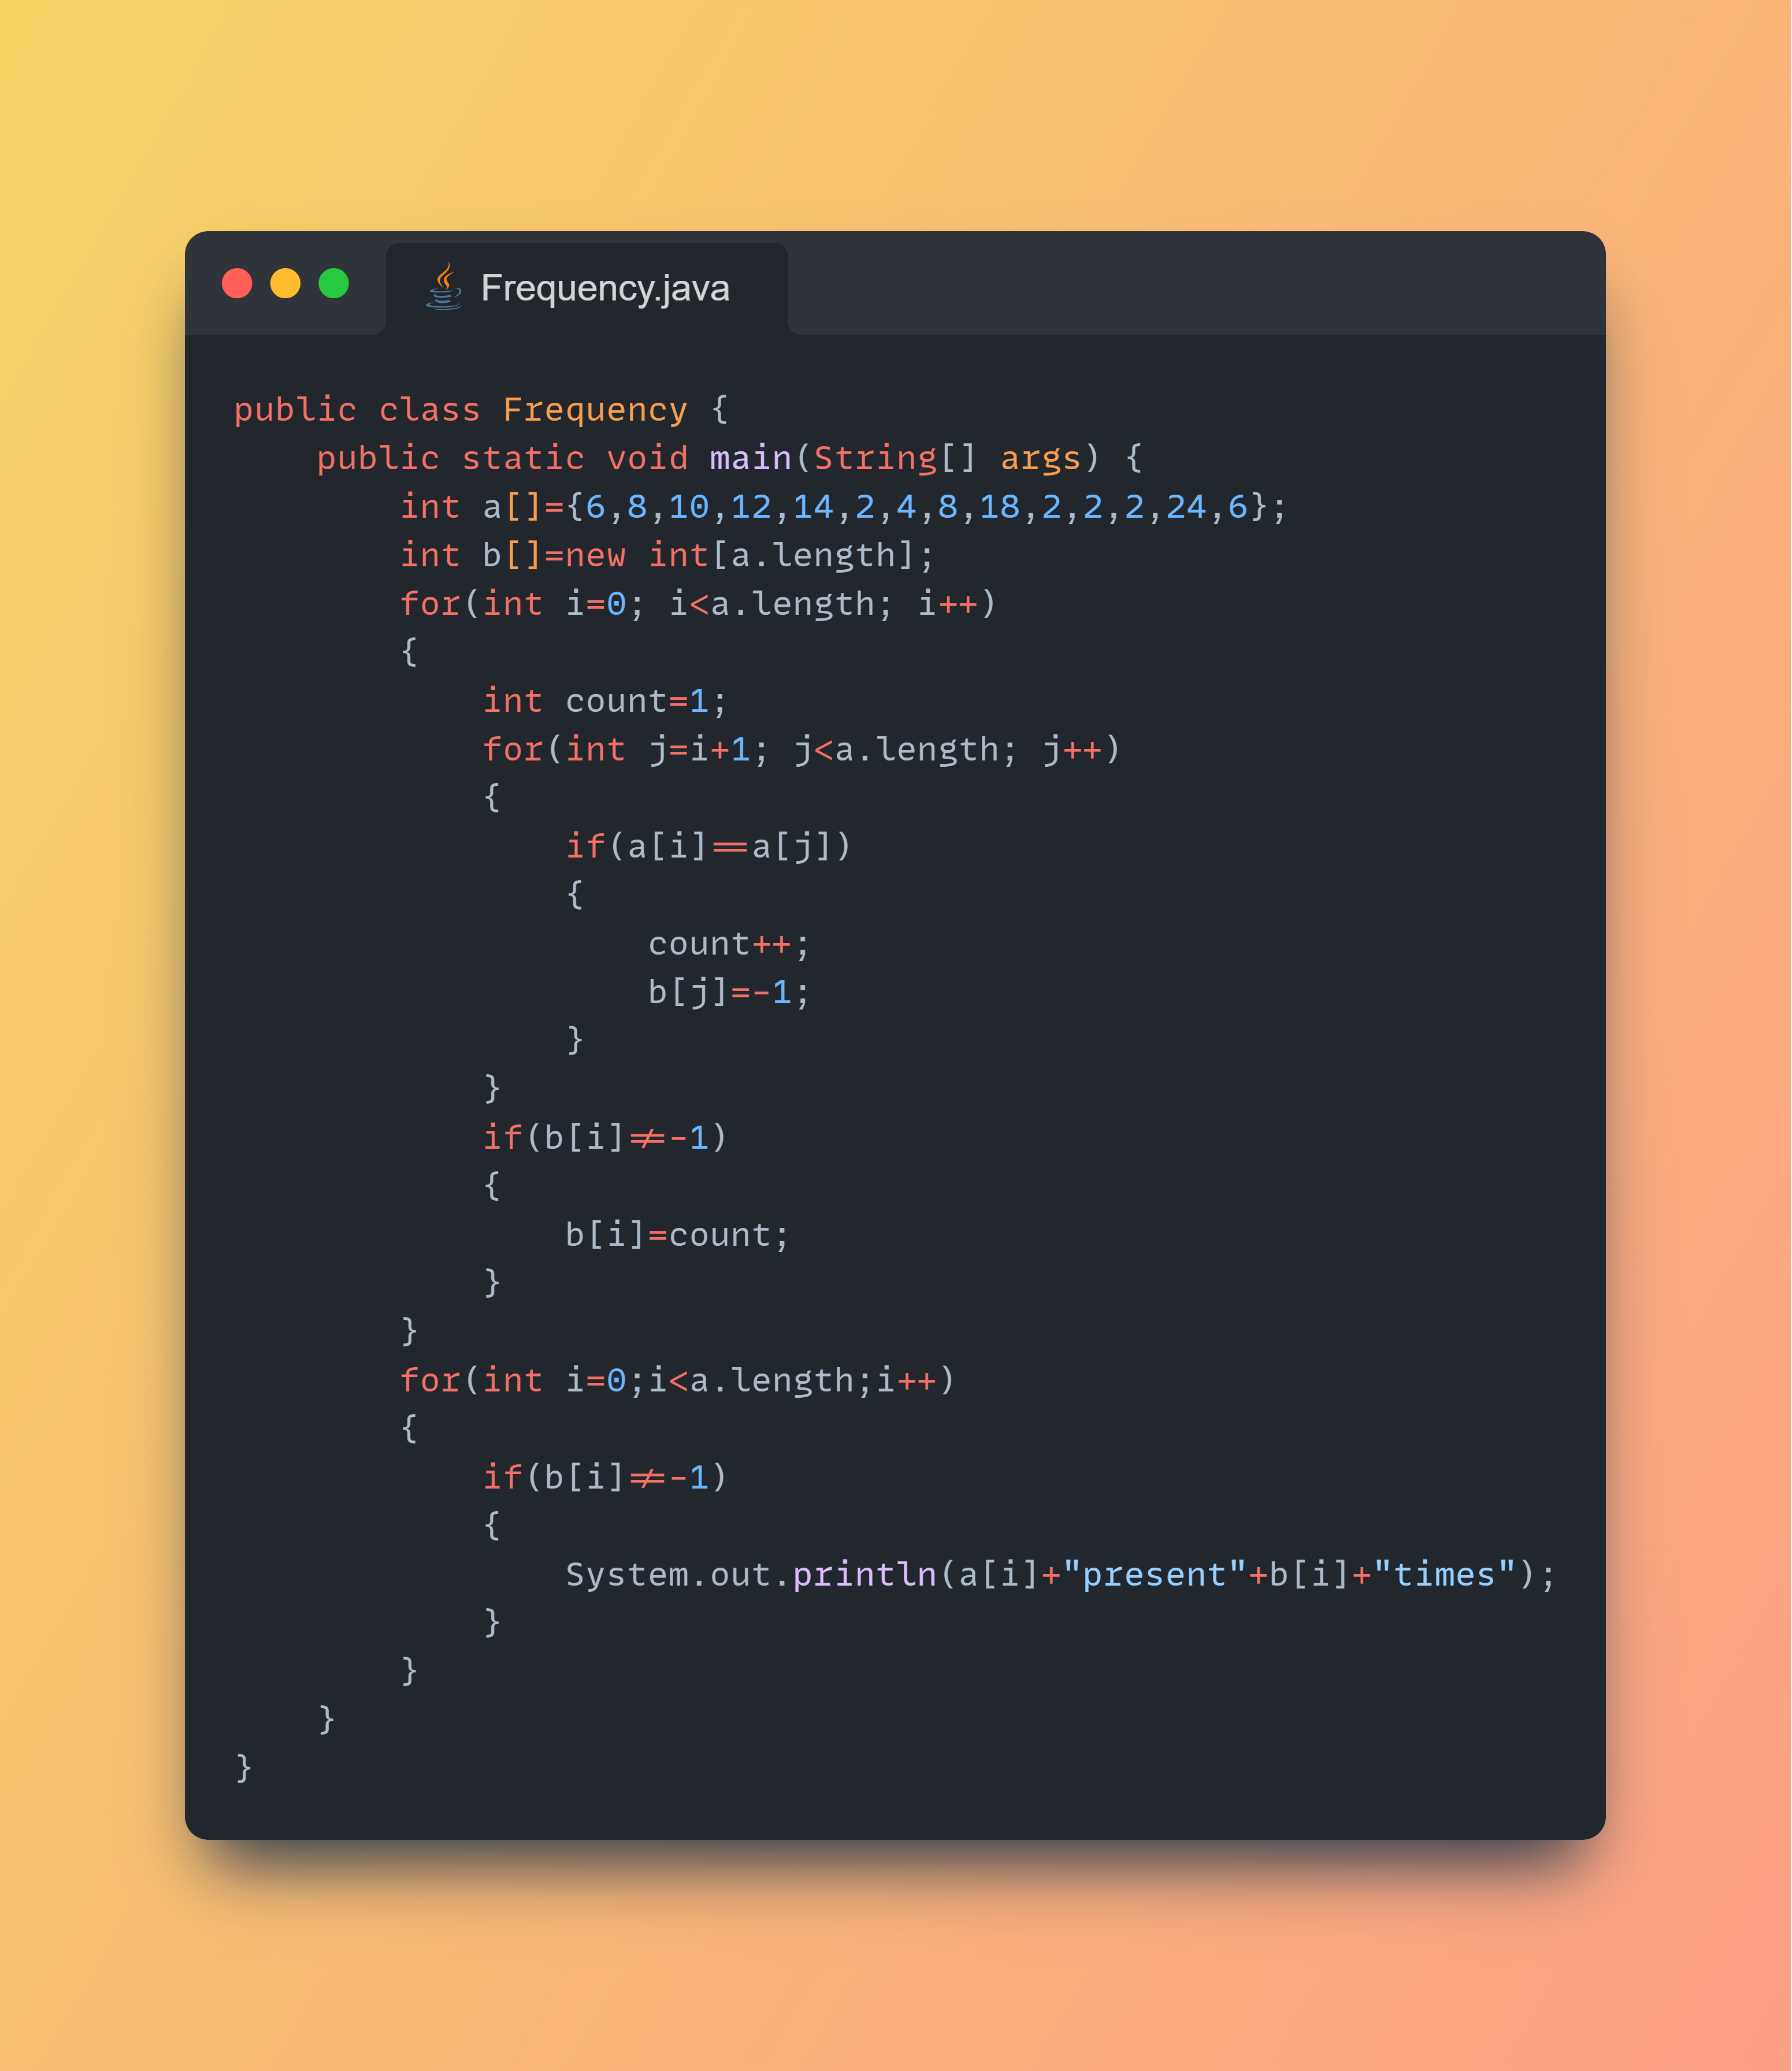 Frequency.java
public class Frequency {
    public static void main(String[] args) {
        int a[]={6,8,10,12,14,2,4,8,18,2,2,2,24,6};
        int b[]=new int[a.length];
        for(int i=0; i<a.length; i++)
        {
            int count=1;
            for(int j=i+1; j<a.length; j++)
            {
                if(a[i]==a[j])
                {
                    count++;
                    b[j]=-1;
                }
            }
            if(b[i]!=-1)
            {
                b[i]=count;
            }
        }
        for(int i=0;i<a.length;i++)
        {
            if(b[i]!=-1)
            {
                System.out.println(a[i]+"present"+b[i]+"times");
            }
        }
    }
}